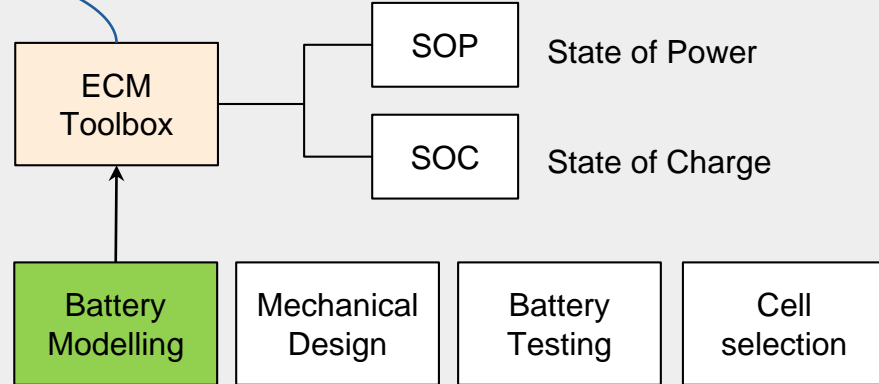 SOP
State of Power
ECM
Toolbox
SOC
State of Charge
Battery
Modelling
Mechanical
Design
Battery
Testing
Cell
selection